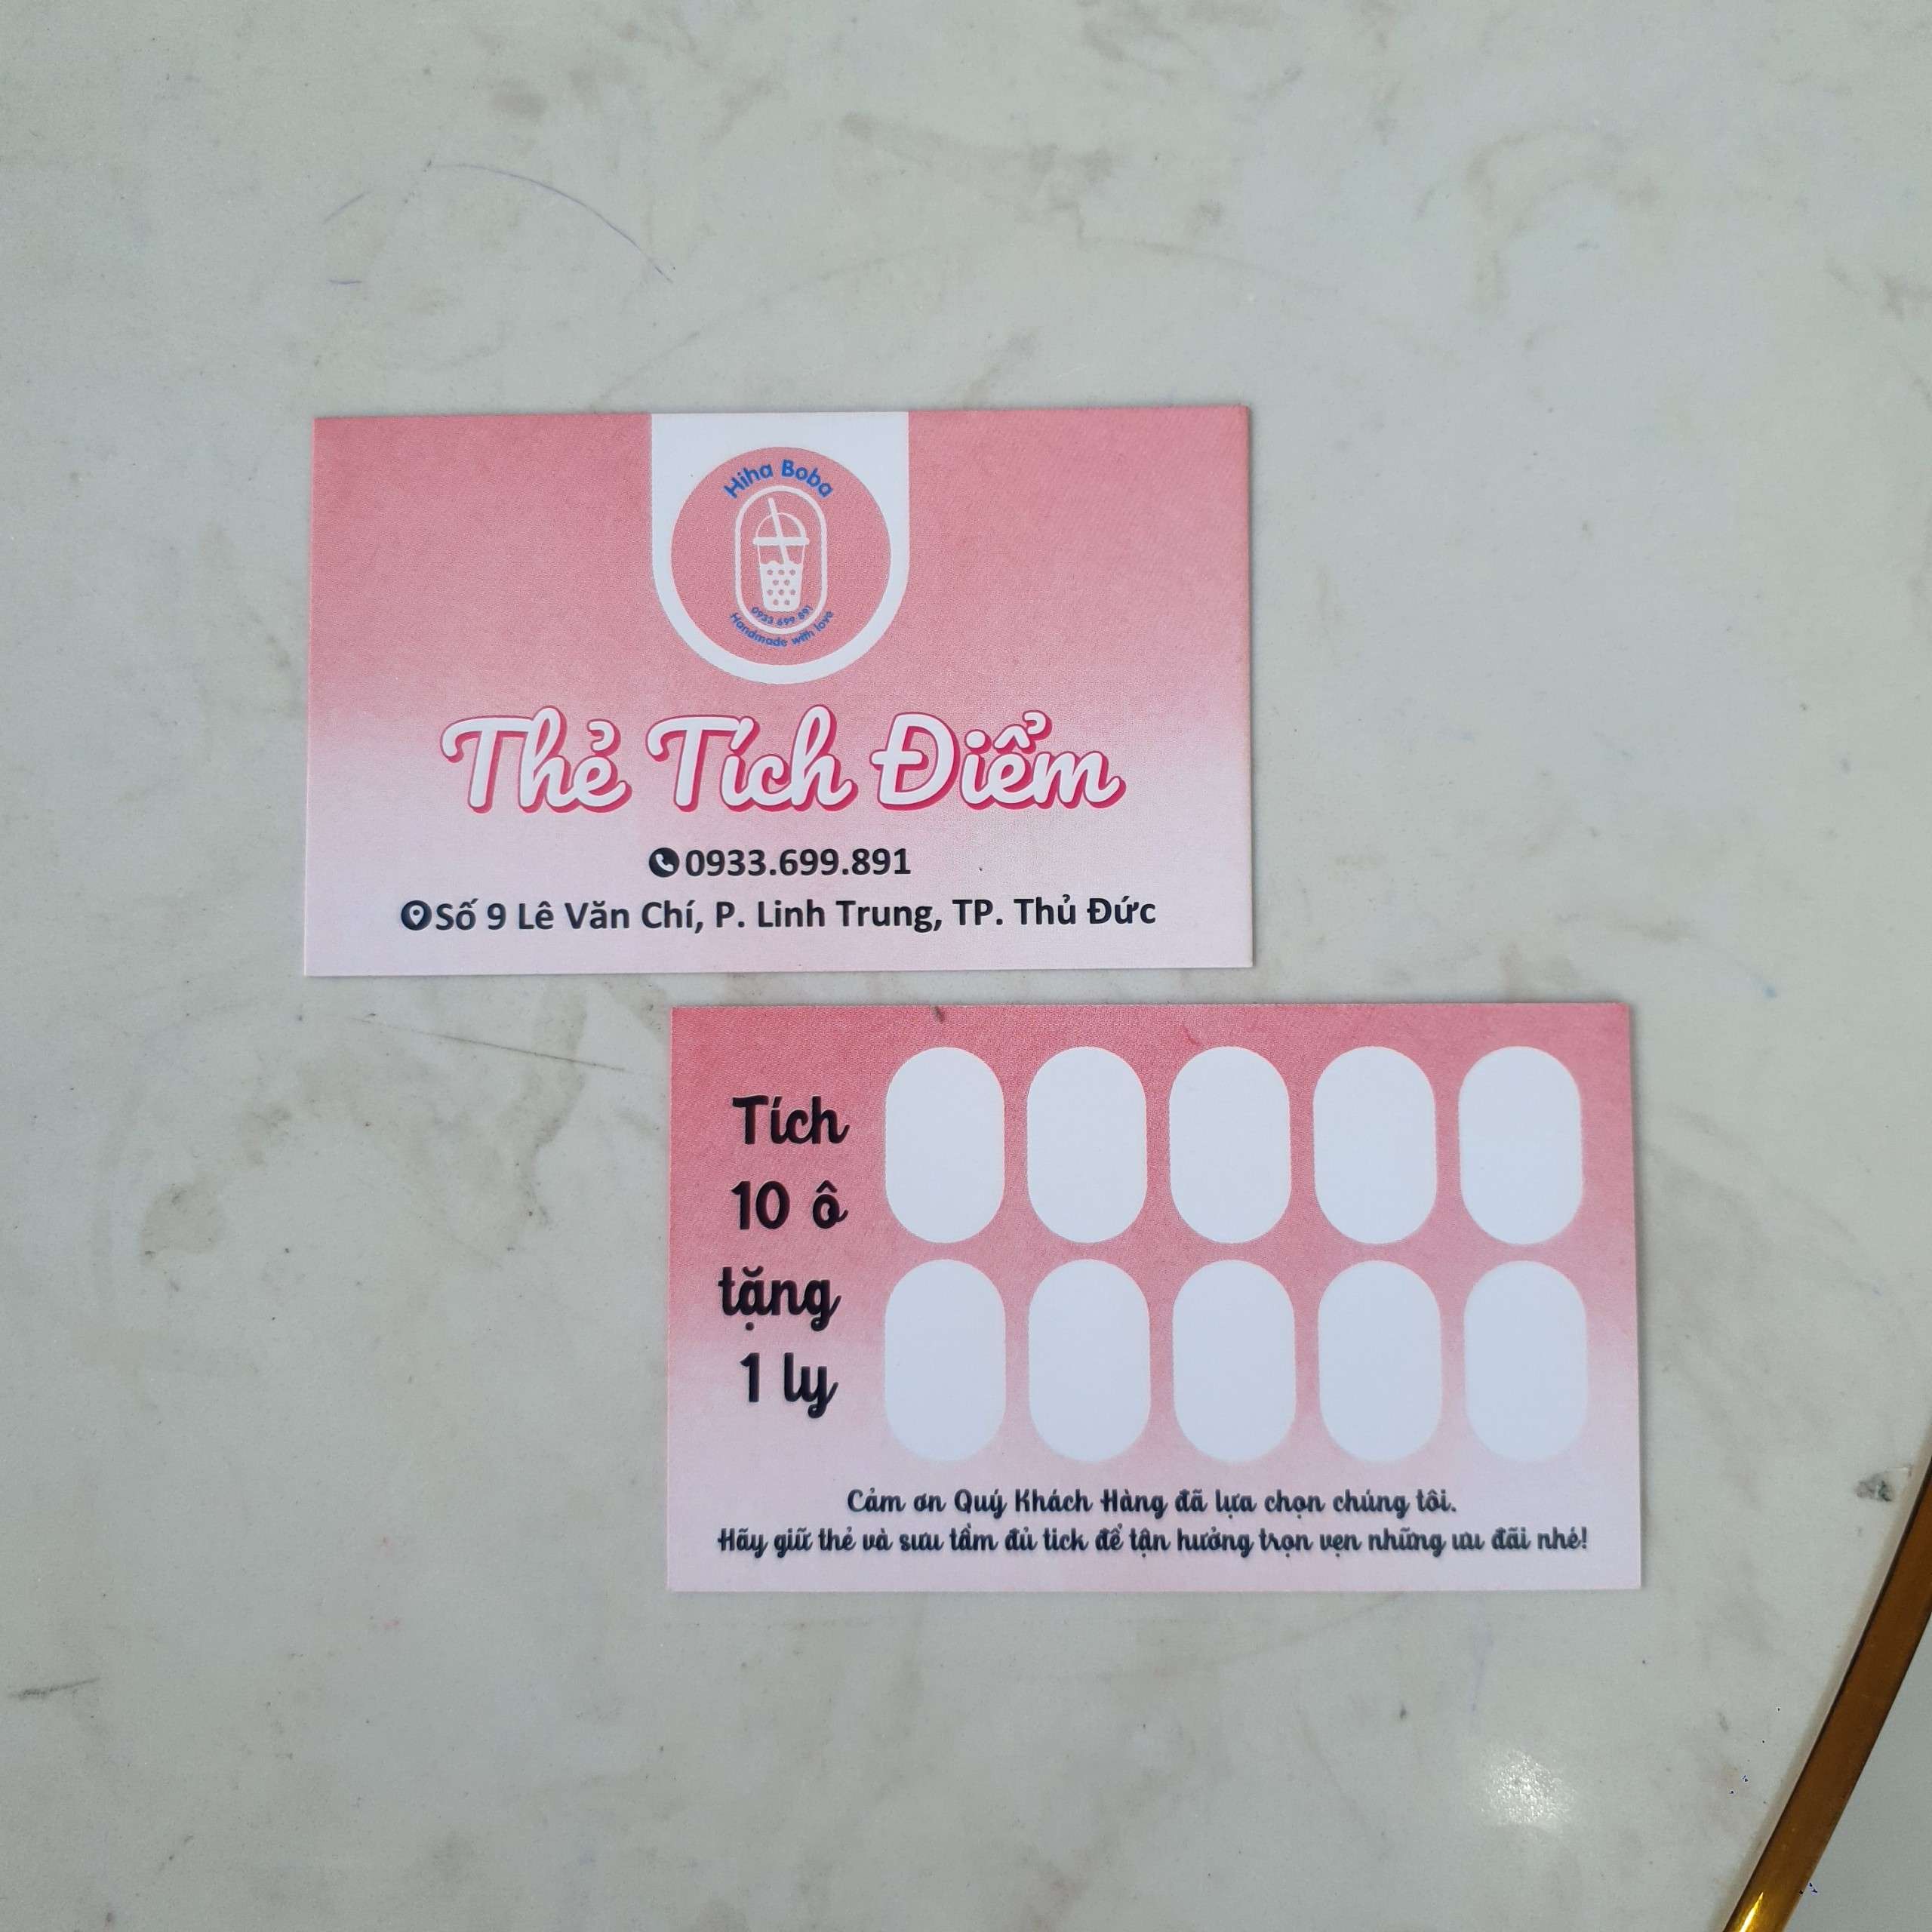 Hiha Boba
0933 699 891
Handmade with love
Thẻ Tích Điểm
0933.699.891
Số 9 Lê Văn Chí, P. Linh Trung, TP. Thủ Đức
Tích
10 ô
tặng
1 ly
Cảm ơn Quý Khách Hàng đã lựa chọn chúng tôi.
Hãy giữ thẻ và sưu tầm đủ tick để tận hưởng trọn vẹn những ưu đãi nhé!